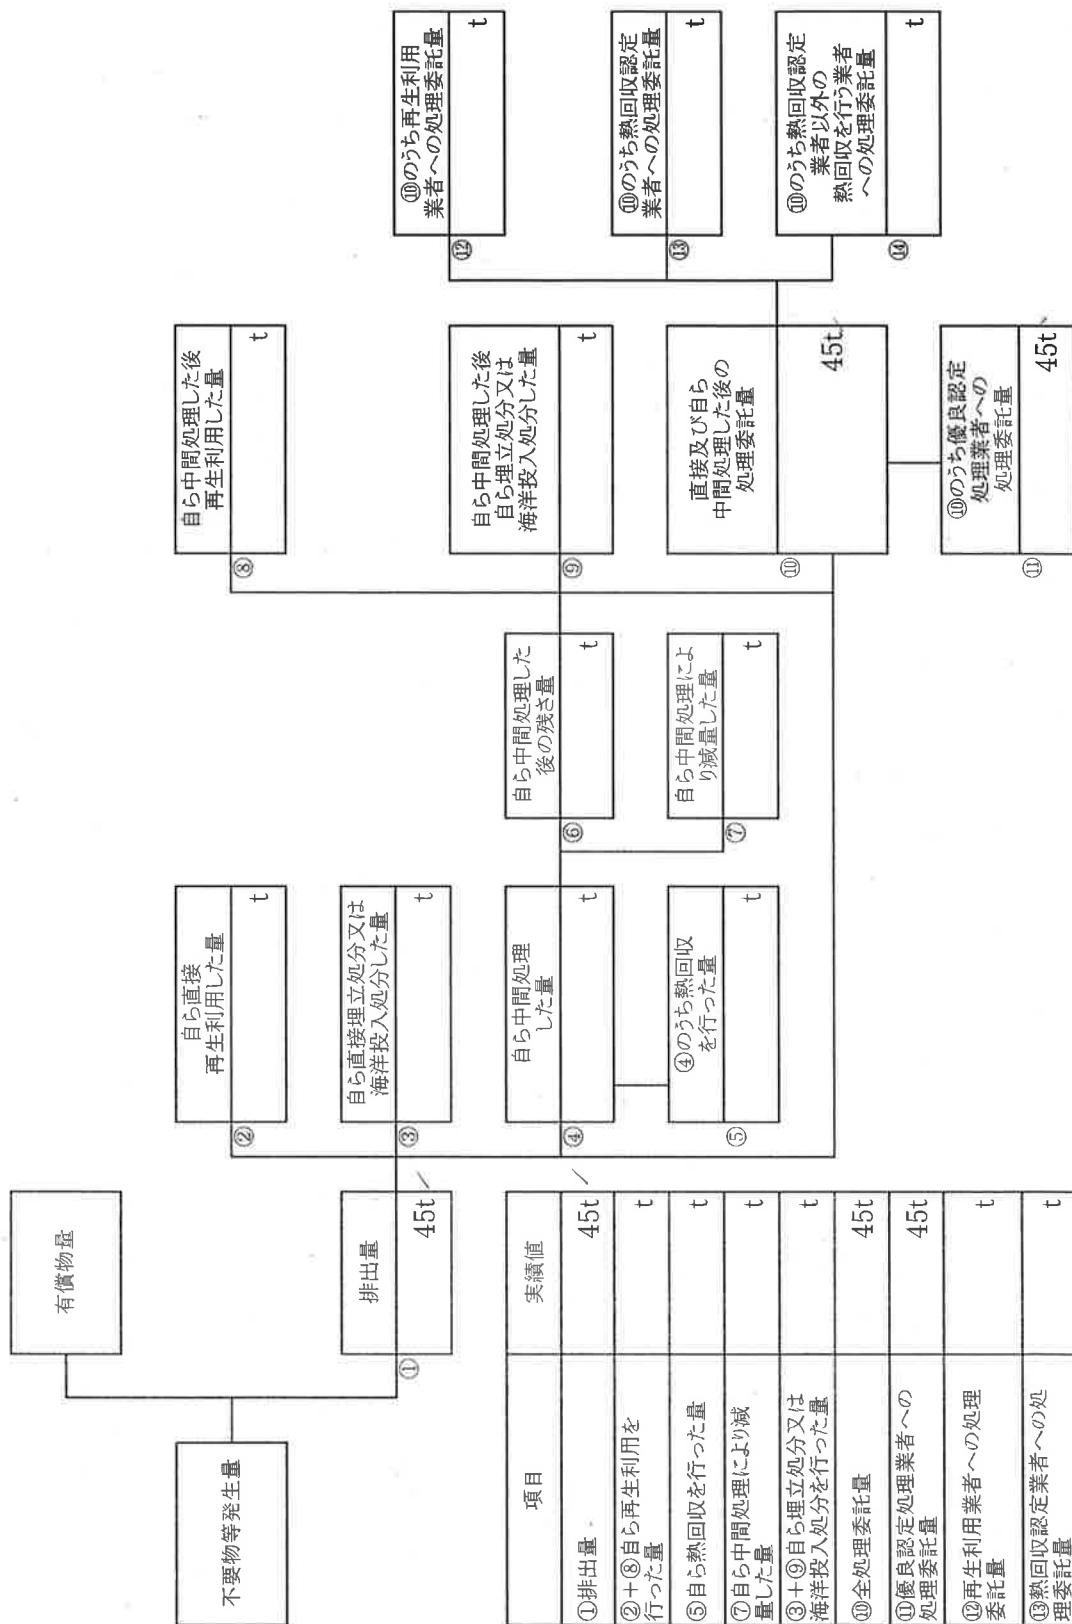 不要物等発生量
有償物量
排出量
①
45t
自ら直接
再生利用した量
②
t
自ら直接埋立処分又は
海洋投入処分した量
③
t
自ら中間処理
した量
④
t
④のうち熱回収
を行った量
⑤
t
自ら中間処理した
後の残さ量
⑥
t
自ら中間処理によ
り減量した量
⑦
t
自ら中間処理した後
再生利用した量
⑧
t
自ら中間処理した後
自ら埋立処分又は
海洋投入処分した量
⑨
t
直接及び自ら
中間処理した後の
処理委託量
⑩
45t
⑩のうち優良認定
処理業者への
処理委託量
⑪
45t
⑩のうち再生利用
業者への処理委託量
⑫
t
⑩のうち熱回収認定
業者への処理委託量
⑬
t
⑩のうち熱回収認定
業者以外の
熱回収を行う業者
への処理委託量
⑭
t
項目
実績値
①排出量
45t
②+⑧自ら再生利用を
行った量
t
⑤自ら熱回収を行った量
t
⑦自ら中間処理により減
量した量
t
③+⑨自ら埋立処分又は
海洋投入処分を行った量
t
⑩全処理委託量
45t
⑪優良認定処理業者への
処理委託量
45t
⑫再生利用業者への処理
委託量
t
⑬熱回収認定業者への処
理委託量
t